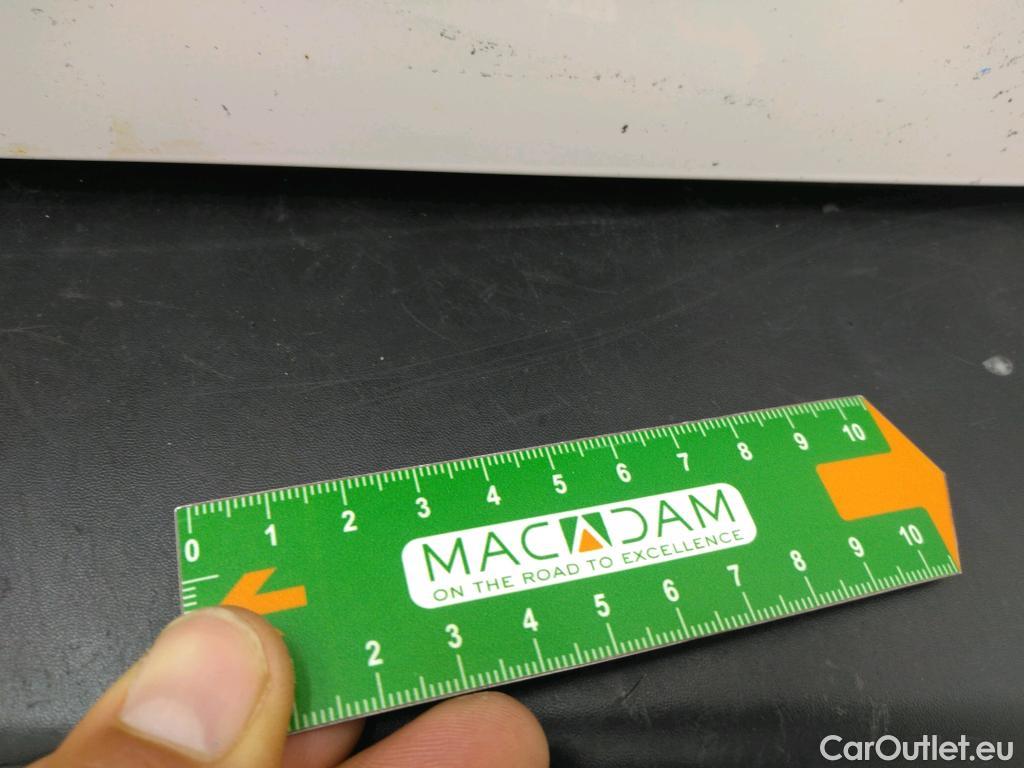 0 1 2 3 4 5 6 7 8 9 10
MACADAM
ON THE ROAD TO EXCELLENCE
2 3 4 5 6 7 8 9 10
CarOutlet.eu